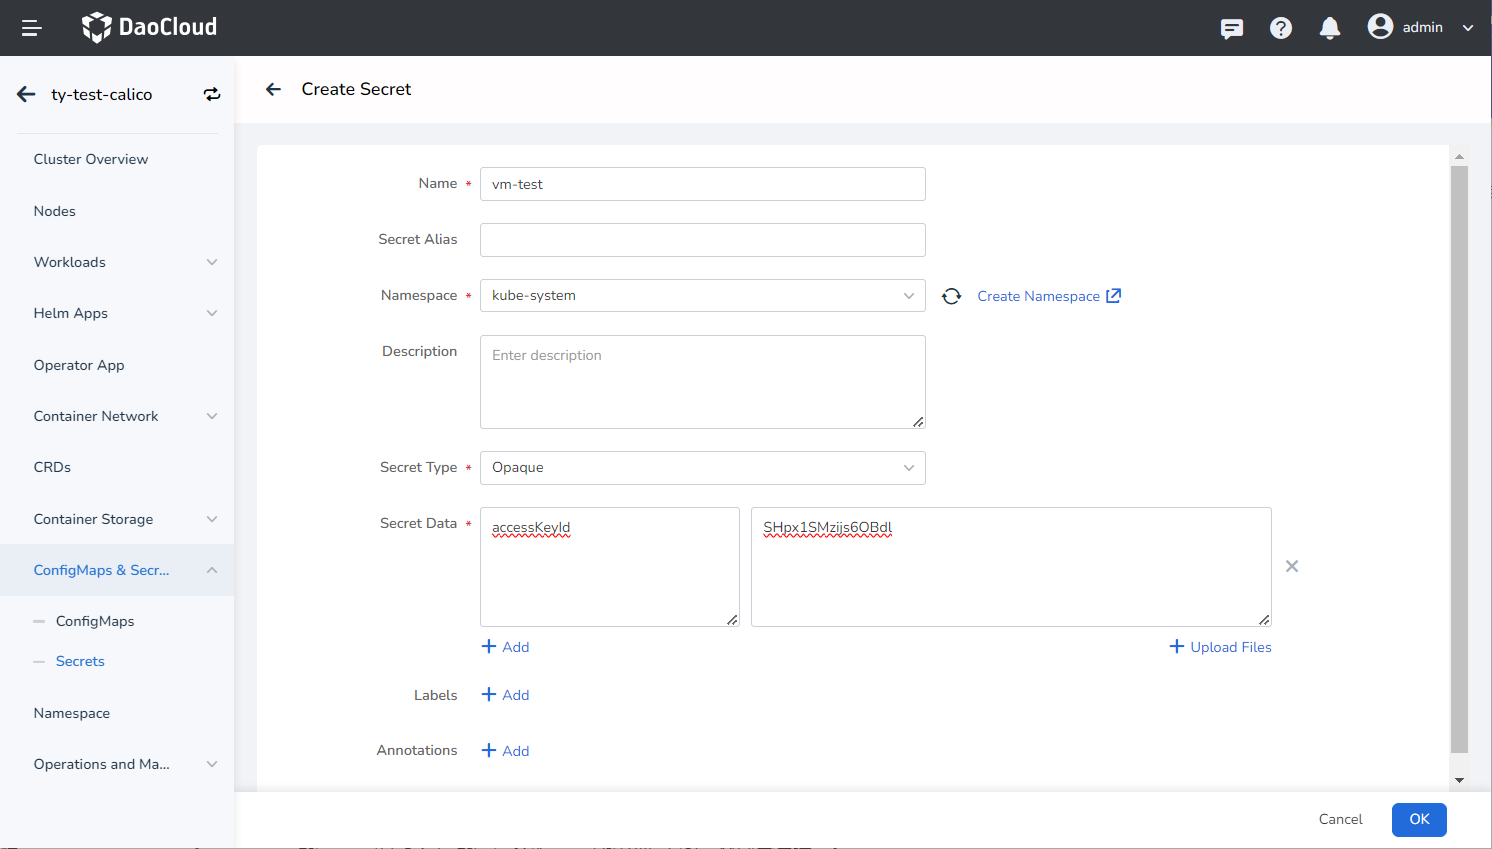 DaoCloud
admin
ty-test-calico
Create Secret
Cluster Overview
Nodes
Workloads
Helm Apps
Operator App
Container Network
CRDs
Container Storage
ConfigMaps & Secr...
ConfigMaps
Secrets
Namespace
Operations and Ma...
Name * vm-test
Secret Alias
Namespace * kube-system
Create Namespace
Description
Enter description
Secret Type * Opaque
Secret Data * accessKeyId SHpx1SMzijs6OBdl
+ Add
+ Upload Files
Labels + Add
Annotations + Add
Cancel
OK